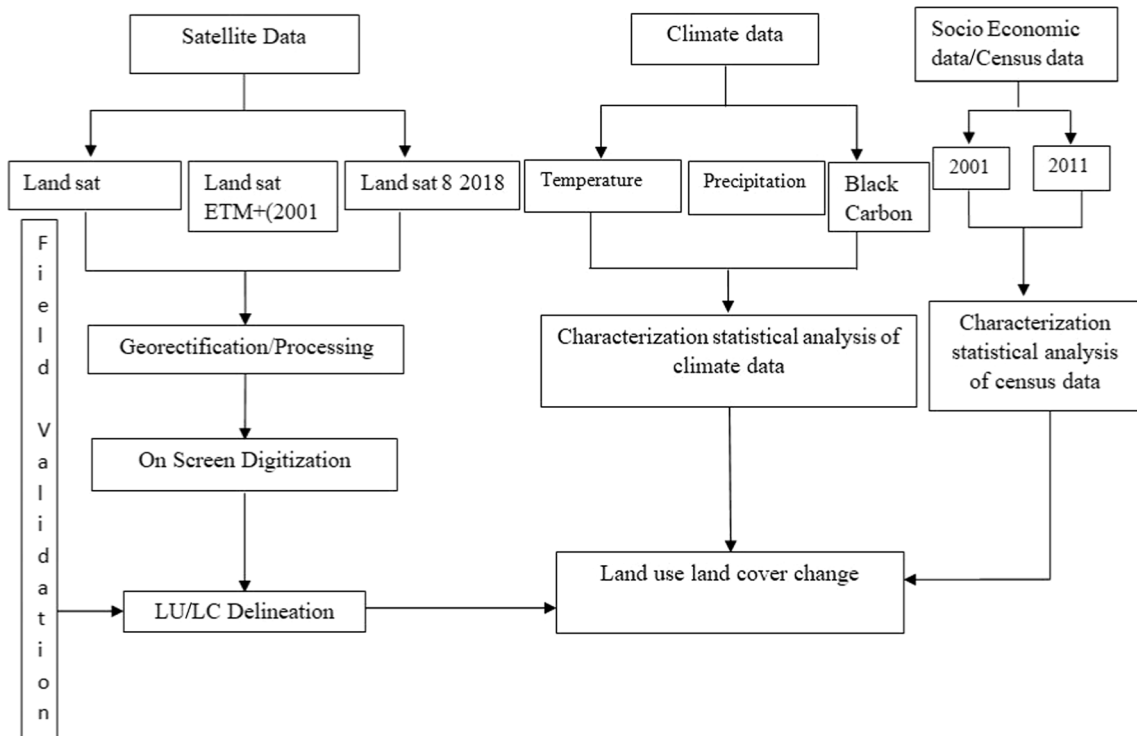 Satellite Data
Climate data
Socio Economic
data/Census data
Land sat
Land sat
ETM+(2001
Land sat 8 2018
Temperature
Precipitation
Black
Carbon
2001
2011
Field Validation
Georectification/Processing
Characterization statistical analysis of
climate data
Characterization
statistical analysis
of census data
On Screen Digitization
LU/LC Delineation
Land use land cover change